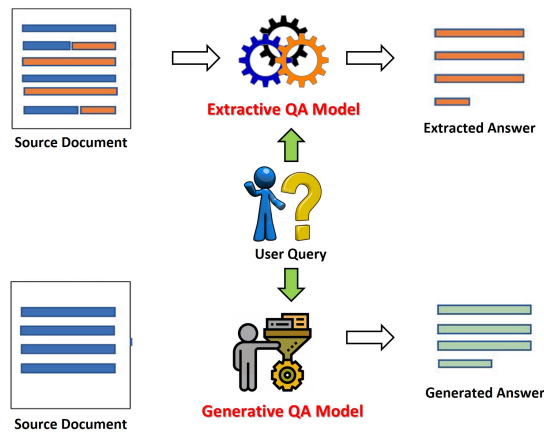 Extractive QA Model
Source Document
Extracted Answer
User Query
Generative QA Model
Source Document
Generated Answer